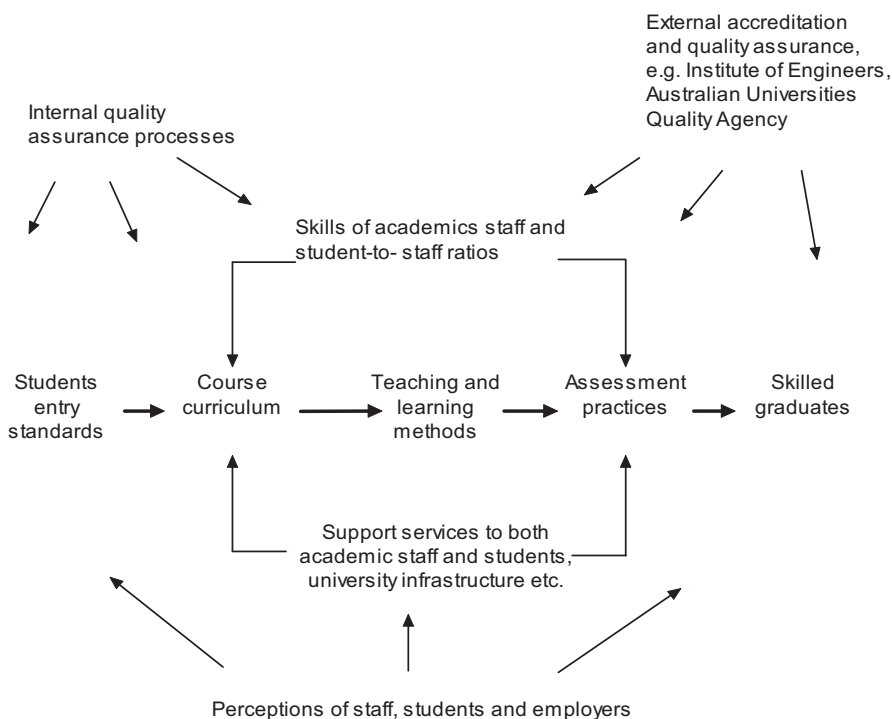 External accreditation
and quality assurance,
e.g. Institute of Engineers,
Australian Universities
Quality Agency
Internal quality
assurance processes
Skills of academics staff and
student-to- staff ratios
Students
entry
standards
Course
curriculum
Teaching and
learning
methods
Assessment
practices
Skilled
graduates
Support services to both
academic staff and students,
university infrastructure etc.
Perceptions of staff, students and employers